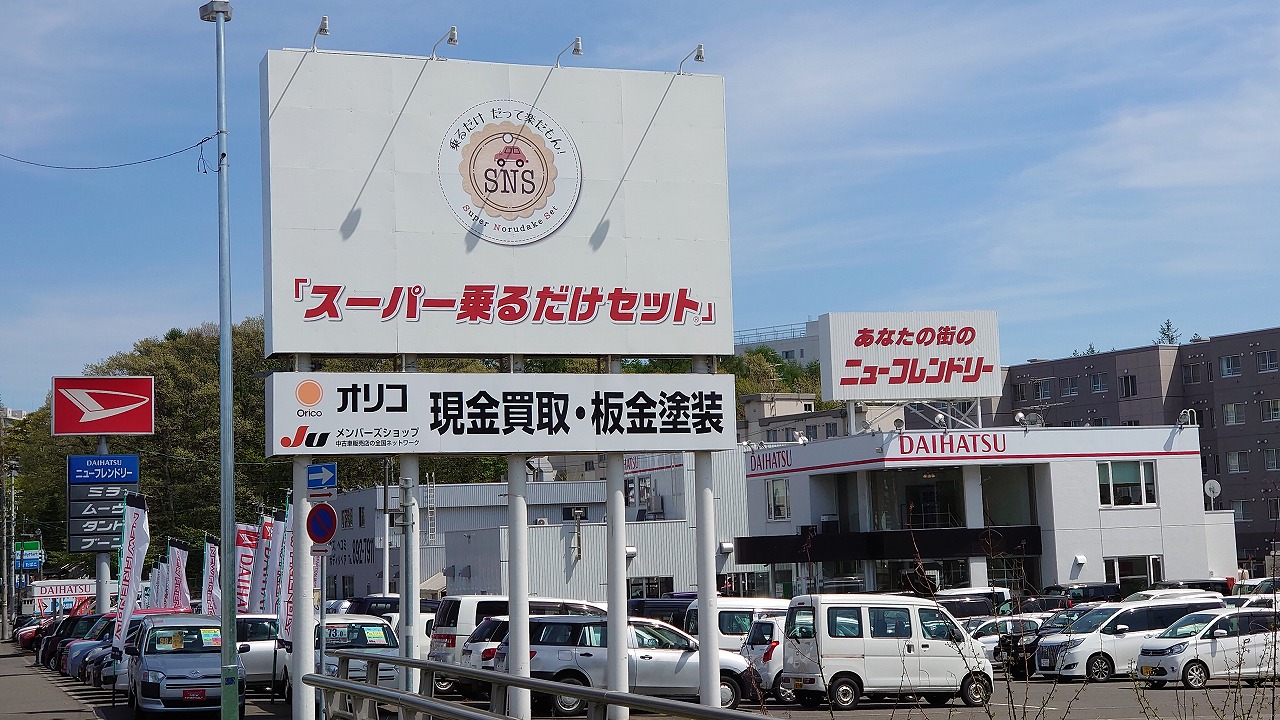 乗るだけ だって楽だもん!
SNS
Super Norudake Set
「スーパー乗るだけセット。」
Orico
オリコ
JU
メンバーズショップ
中古車販売店の全国ネットワーク
現金買取・板金塗装
あなたの街の
ニューフレンドリー
DAIHATSU
DAIHATSU
DAIHATSU
ニューフレンドリー
ミラ
ムーヴ
タント
ブーン
DAIHATSU
DAIHATSU